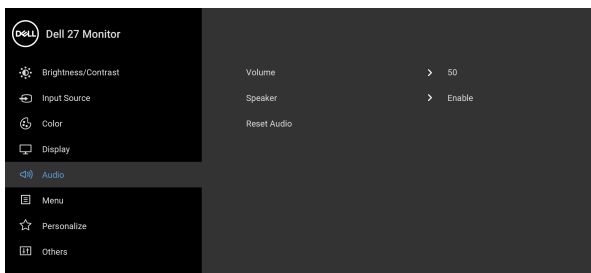 DELL Dell 27 Monitor
Brightness/Contrast Volume 50
Input Source Speaker Enable
Color Reset Audio
Display
Audio
Menu
Personalize
Others